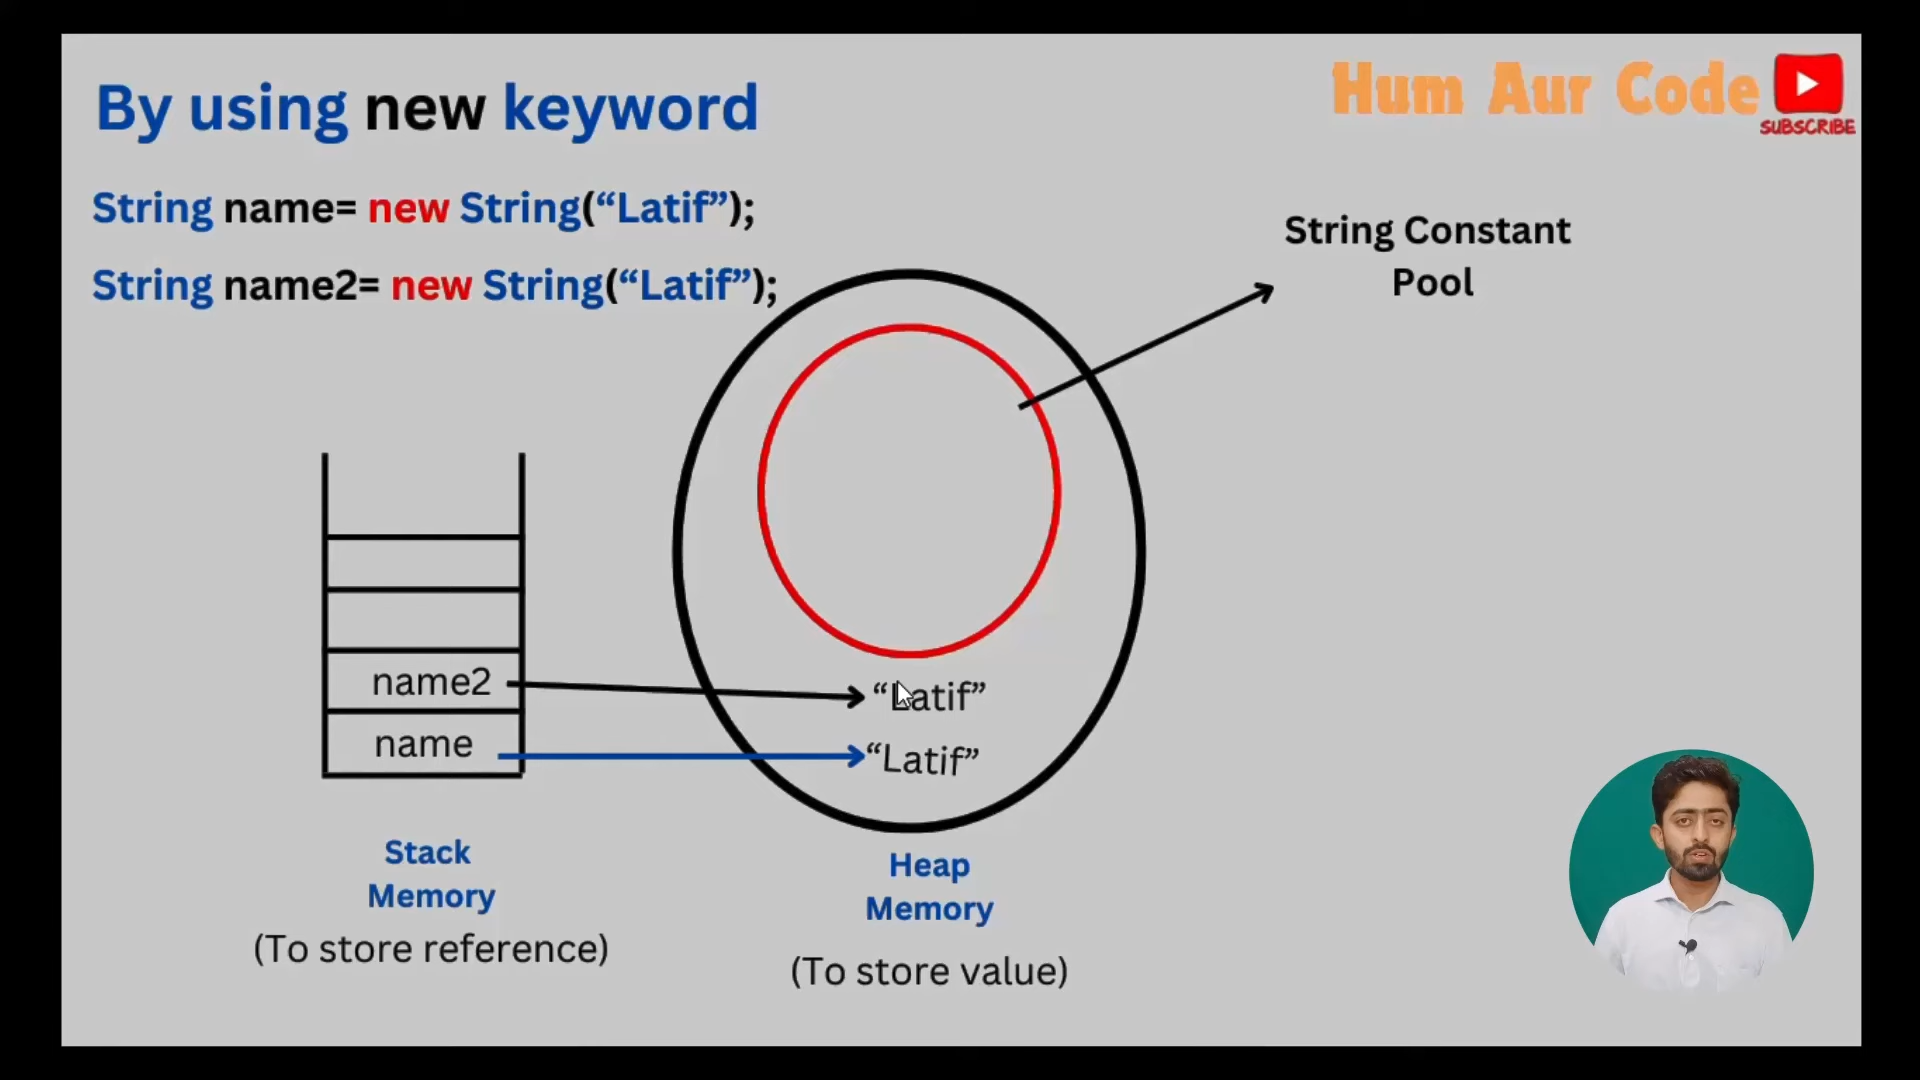 By using new keyword
Hum Aur Code
SUBSCRIBE
String name= new String(“Latif”);
String name2= new String(“Latif”);
String Constant
Pool
name2
“Latif”
name
“Latif”
Stack
Memory
(To store reference)
Heap
Memory
(To store value)